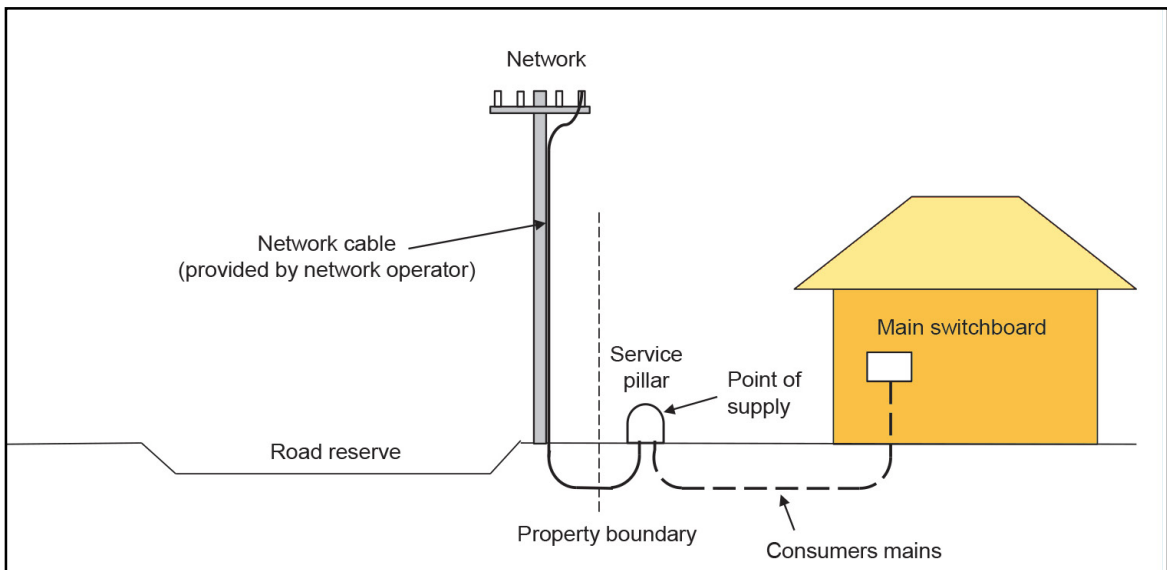 Network
Network cable
(provided by network operator)
Main switchboard
Service
pillar
Point of
supply
Road reserve
Property boundary
Consumers mains